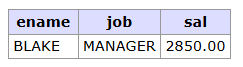 ename job sal
BLAKE MANAGER 2850.00